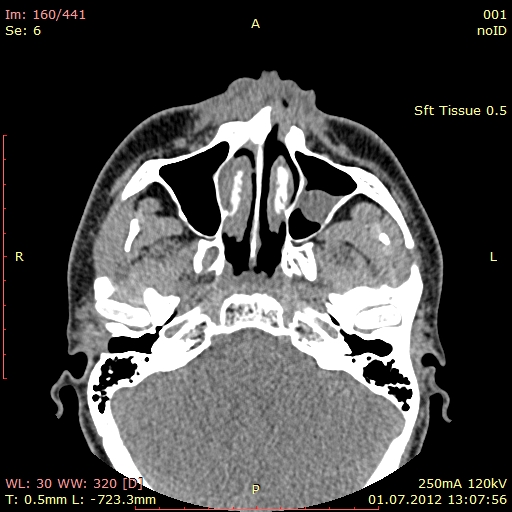 Im: 160/441
001
Se: 6
noID
A
Sft Tissue 0.5
R
L
WL: 30 WW: 320 [D]
P
250mA 120kV
T: 0.5mm L: -723.3mm
01.07.2012 13:07:56